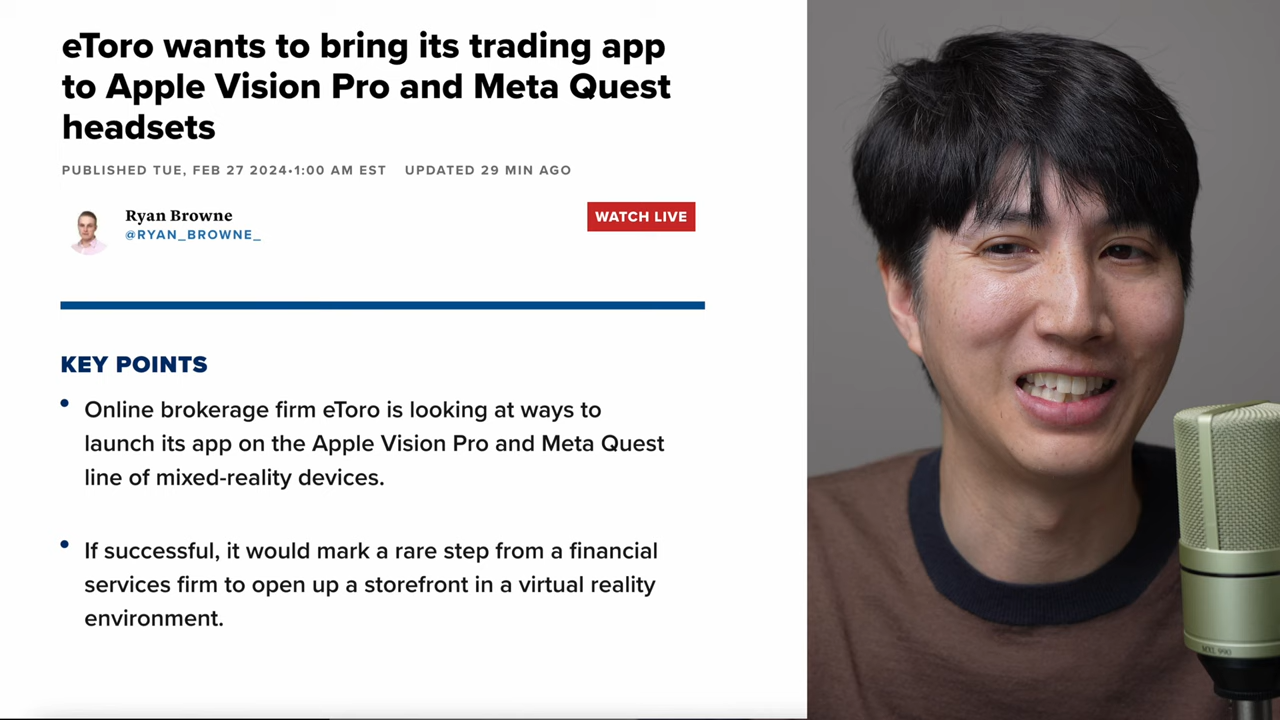 eToro wants to bring its trading app
to Apple Vision Pro and Meta Quest
headsets
PUBLISHED TUE, FEB 27 2024•1:00 AM EST UPDATED 29 MIN AGO
Ryan Browne
@RYAN_BROWNE_
WATCH LIVE
KEY POINTS
• Online brokerage firm eToro is looking at ways to
launch its app on the Apple Vision Pro and Meta Quest
line of mixed-reality devices.
• If successful, it would mark a rare step from a financial
services firm to open up a storefront in a virtual reality
environment.
MXL 990